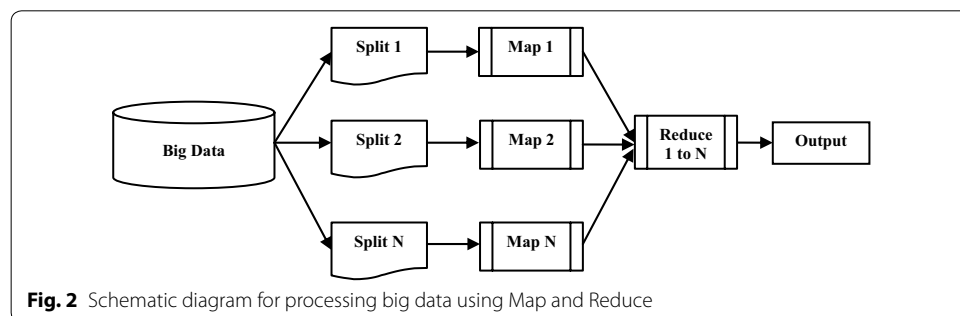 Split 1
Map 1
Big Data
Split 2
Map 2
Reduce
1 to N
Output
Split N
Map N
Fig. 2 Schematic diagram for processing big data using Map and Reduce